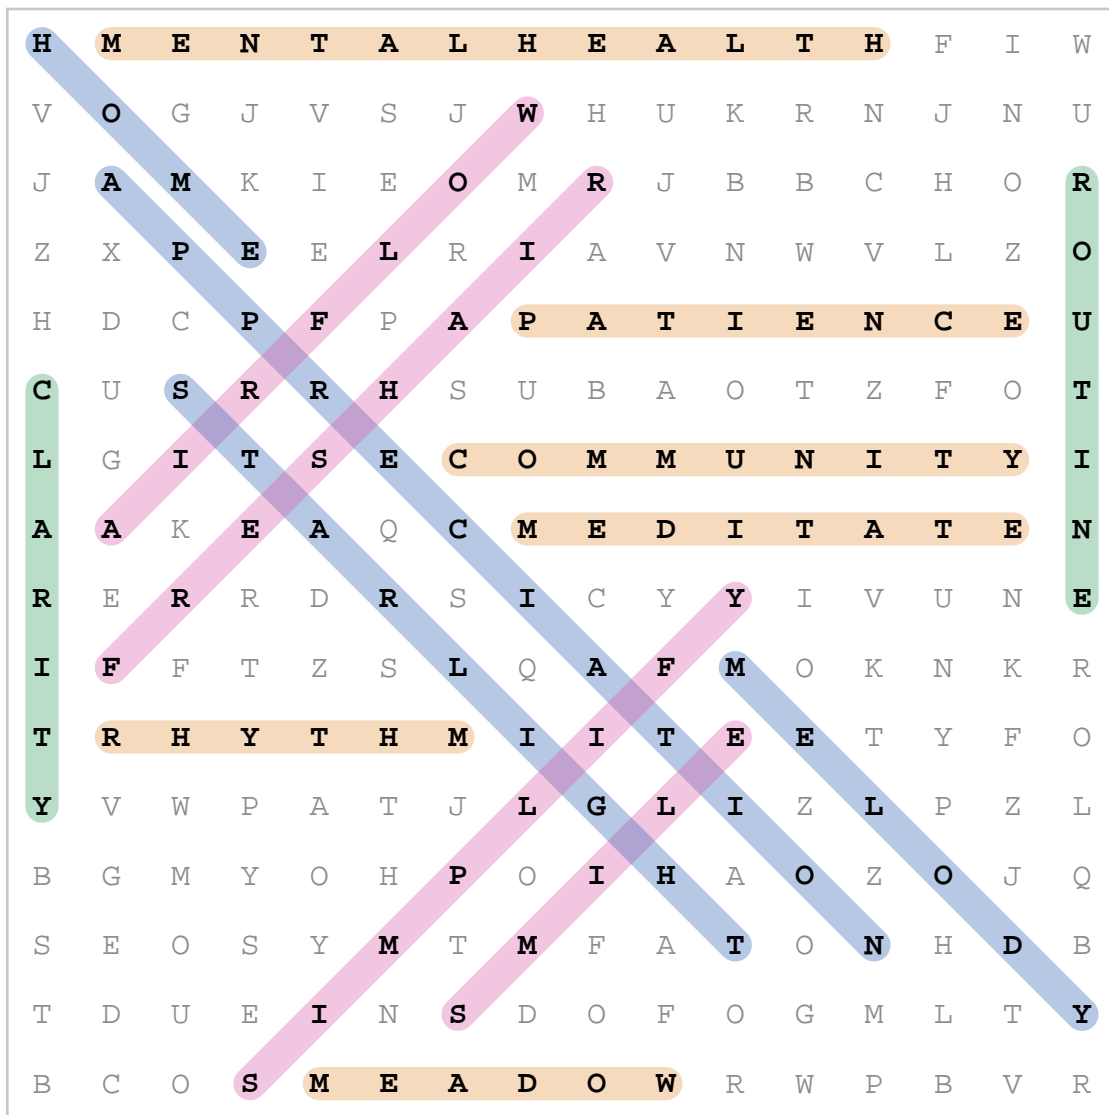 H M E N T A L H E A L T H F I W
V O G J V S J W H U K R N J N U
J A M K I E O M R J B B C H O R
Z X P E E L R I A V N W V L Z O
H D C P F P A P A T I E N C E U
C U S R R H S U B A O T Z F O T
L G I T S E C O M M U N I T Y I
A A K E A Q C M E D I T A T E N
R E R R D R S I C Y Y I V U N E
I F F T Z S L Q A F M O K N K R
T R H Y T H M I I T E E T Y F O
Y V W P A T J L G L I Z L P Z L
B G M Y O H P O I H A O Z O J Q
S E O S Y M T M F A T O N H D B
T D U E I N S D O F O G M L T Y
B C O S M E A D O W R W P B V R